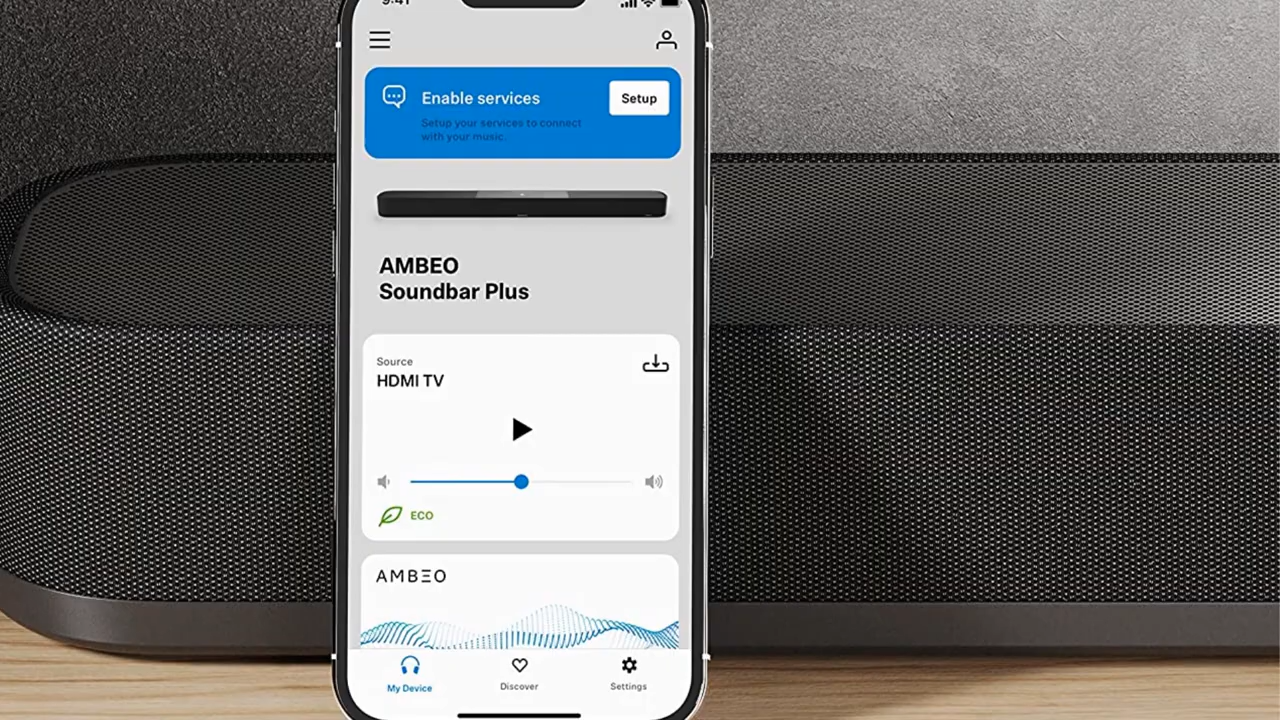 9:41
Enable services
Setup
Setup your services to connect
with your music.
AMBEO
Soundbar Plus
Source
HDMI TV
ECO
AMBEO
My Device
Discover
Settings